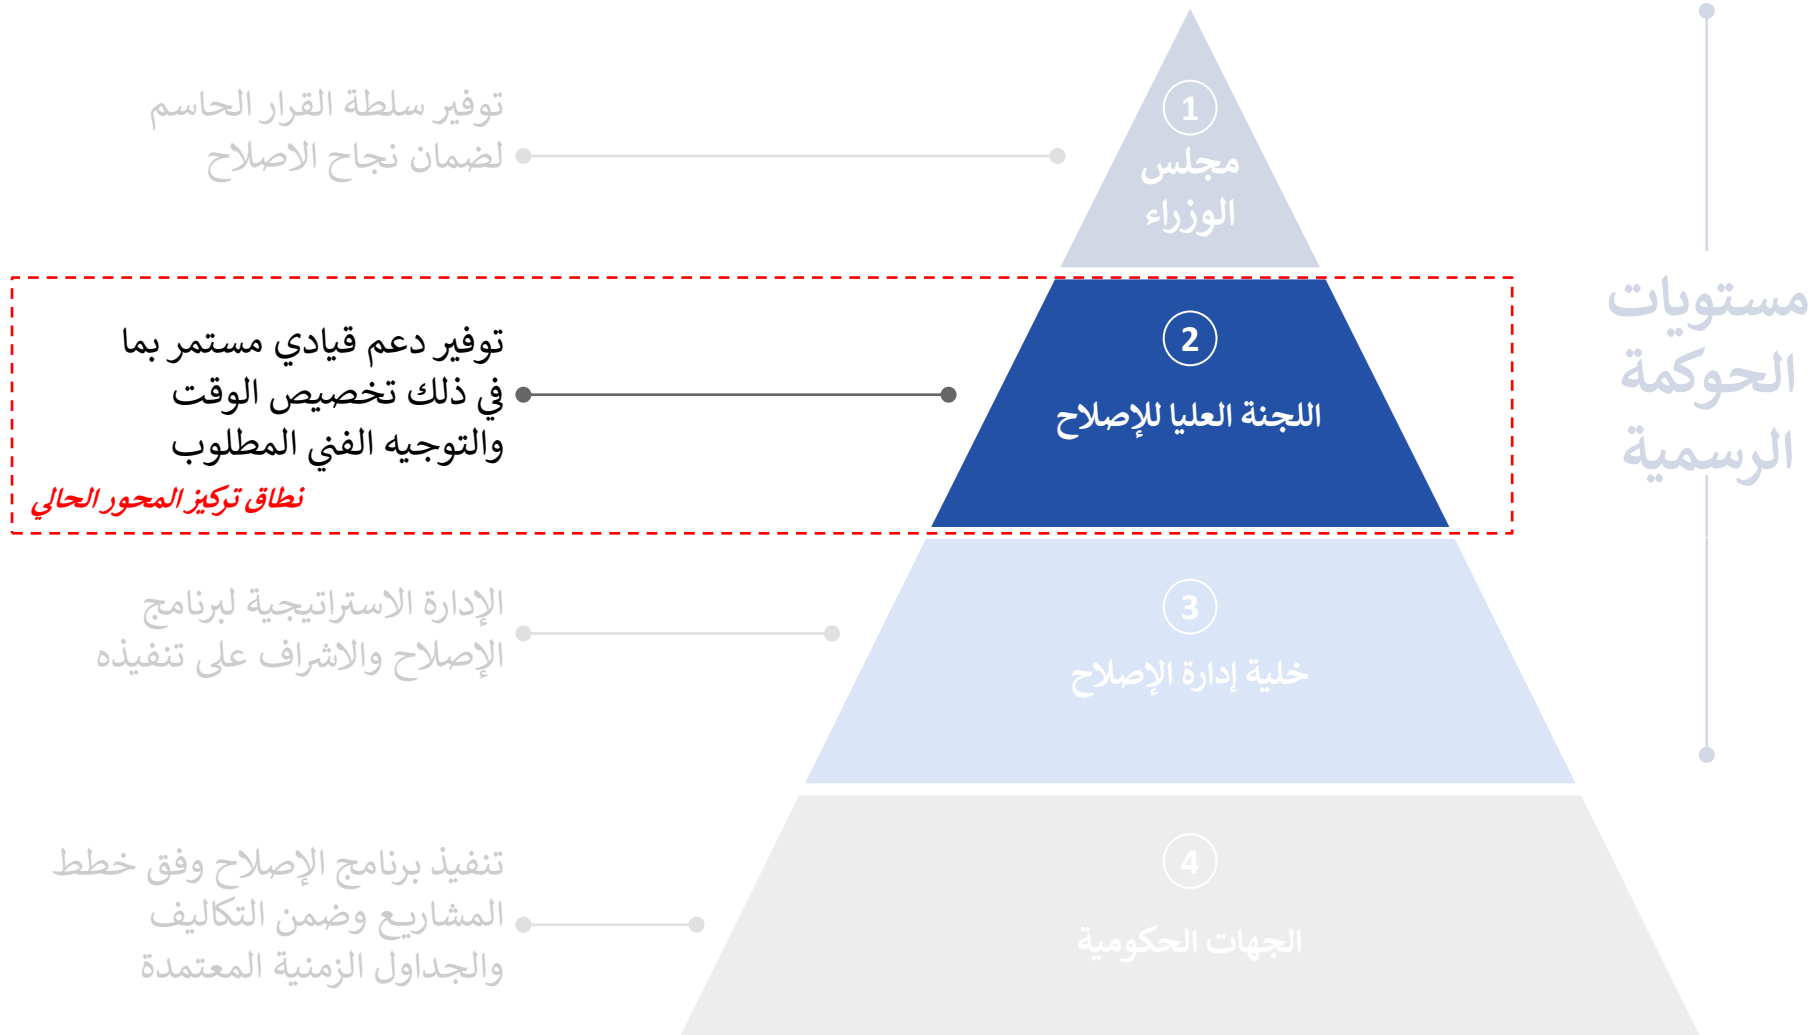 مستويات
الحوكمة
الرسمية
1
مجلس
الوزراء
توفير سلطة القرار الحاسم
لضمان نجاح الاصلاح
2
اللجنة العليا للإصلاح
توفير دعم قيادي مستمر بما
في ذلك تخصيص الوقت
والتوجيه الفني المطلوب
نطاق تركيز المحور الحالي
3
خلية إدارة الإصلاح
الإدارة الاستراتيجية لبرنامج
الإصلاح والاشراف على تنفيذه
4
الجهات الحكومية
تنفيذ برنامج الإصلاح وفق خطط
المشاريع وضمن التكاليف
والجداول الزمنية المعتمدة